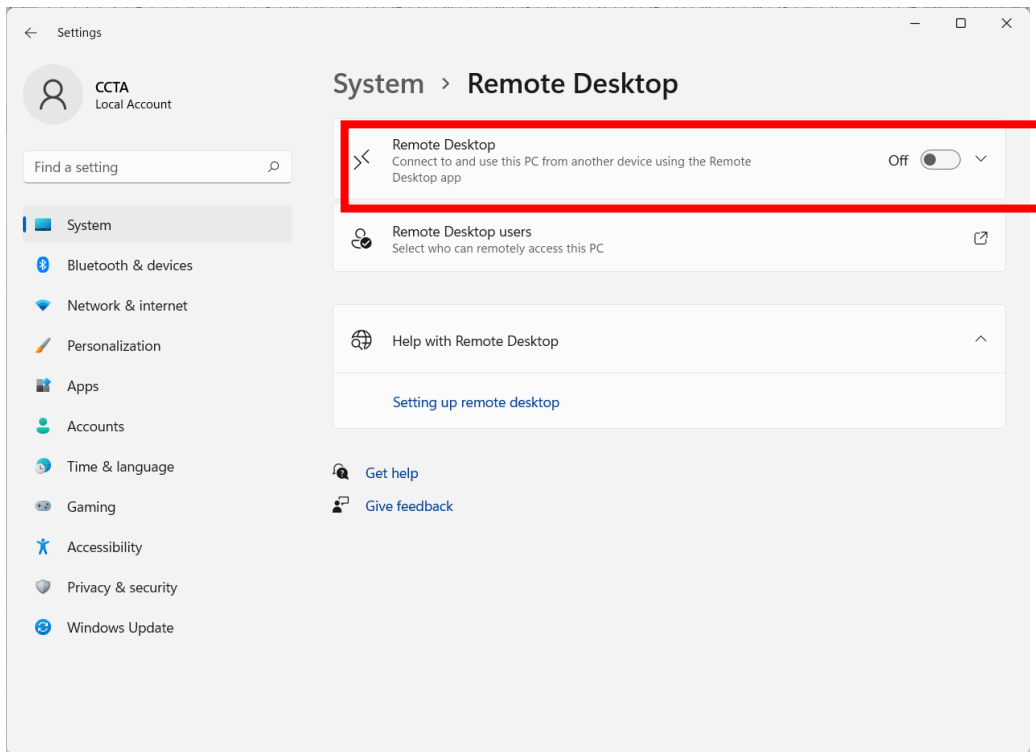 Settings
CCTA
Local Account
Find a setting
System
Bluetooth & devices
Network & internet
Personalization
Apps
Accounts
Time & language
Gaming
Accessibility
Privacy & security
Windows Update
System › Remote Desktop
Remote Desktop
Connect to and use this PC from another device using the Remote
Desktop app
Off
Remote Desktop users
Select who can remotely access this PC
Help with Remote Desktop
Setting up remote desktop
Get help
Give feedback